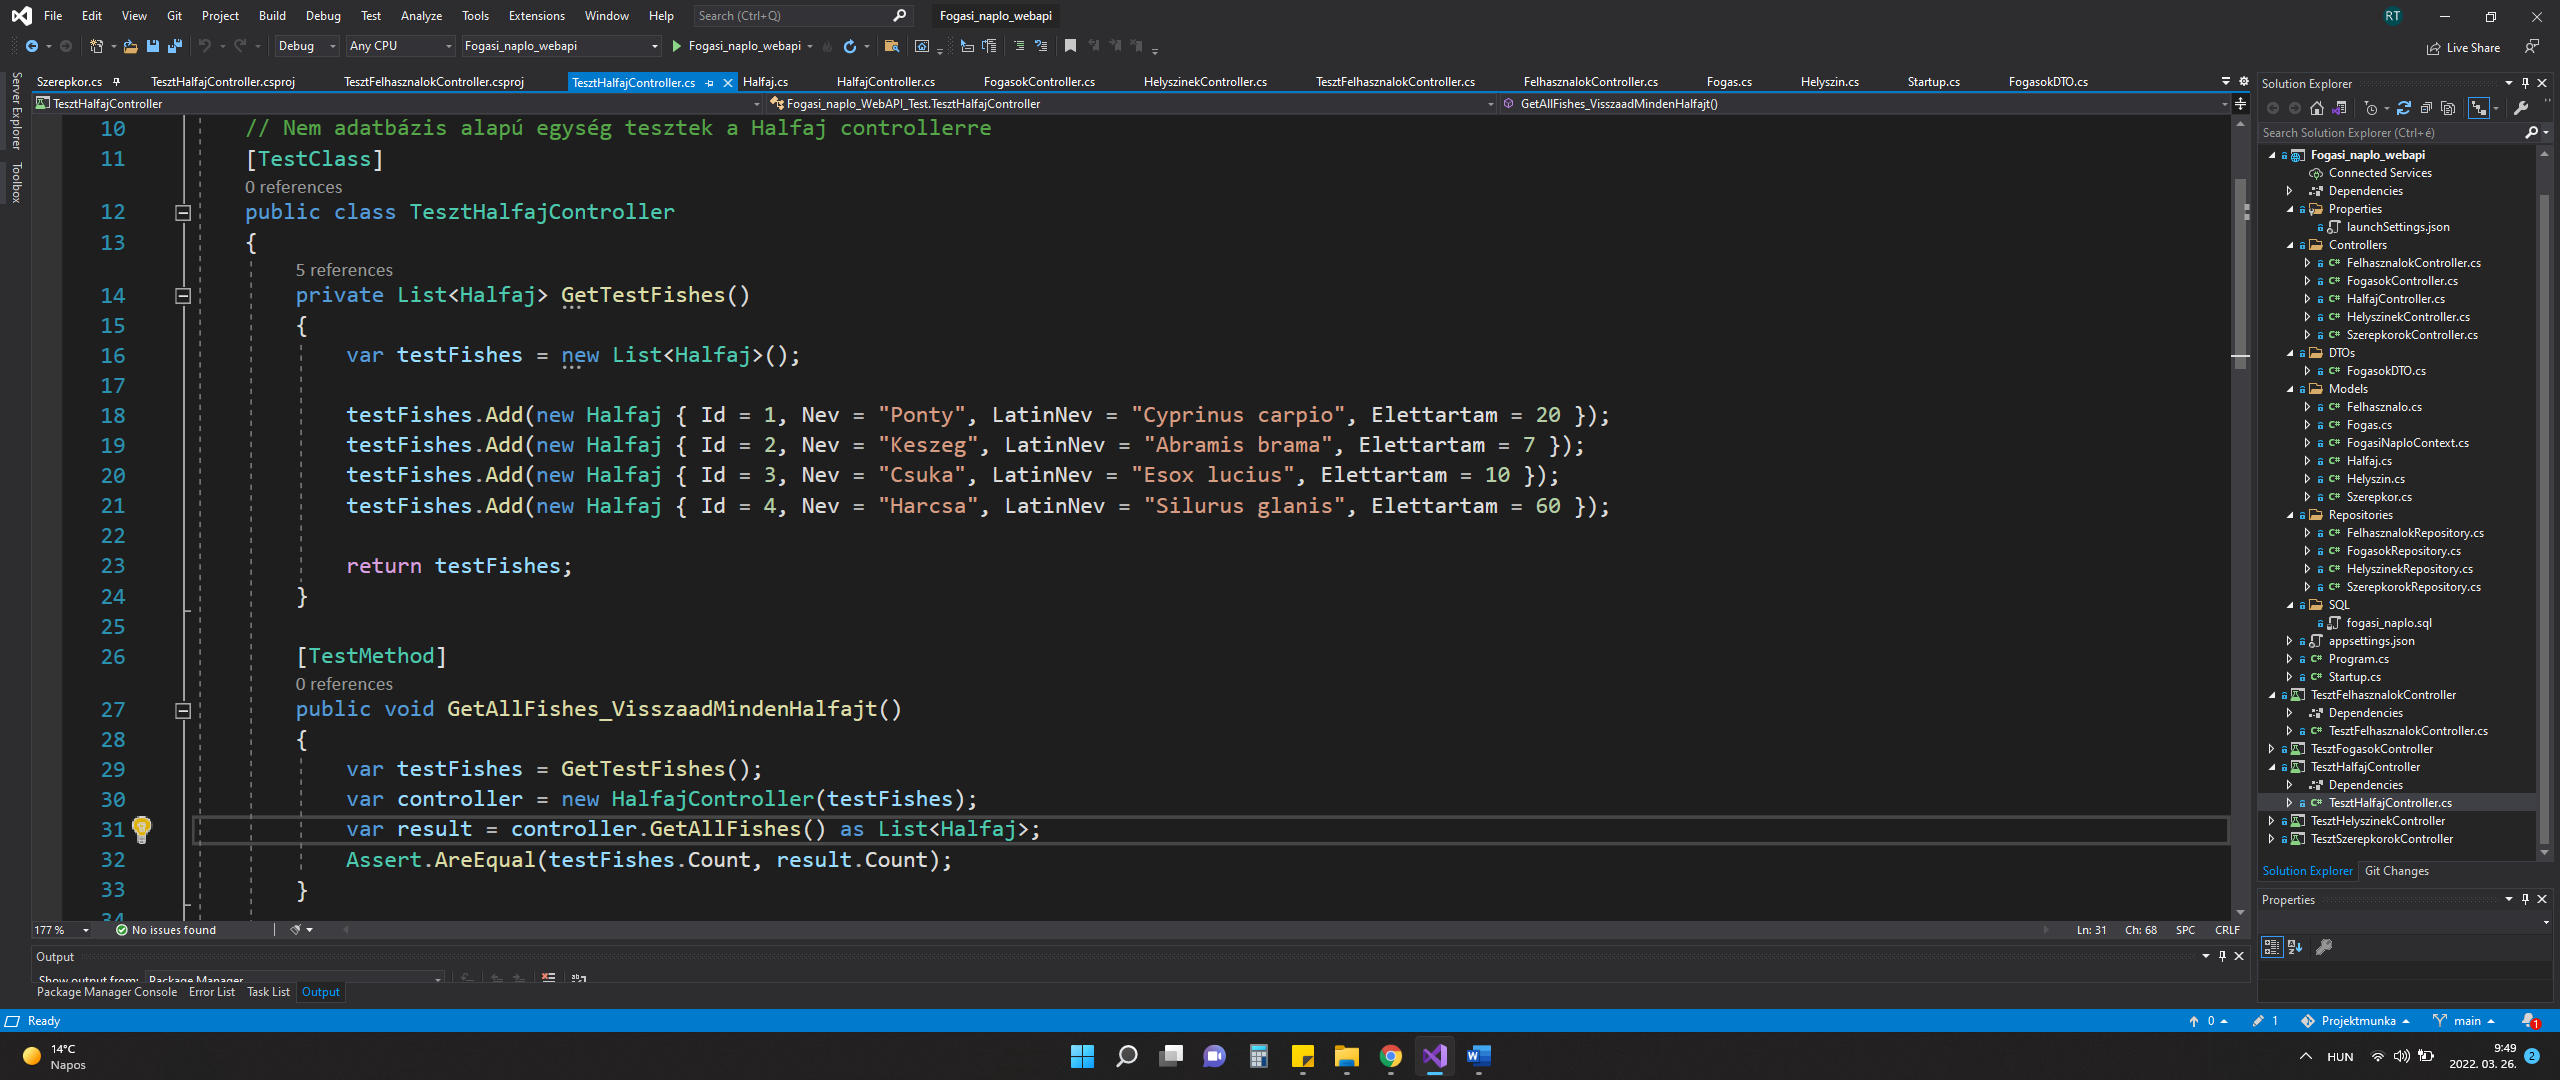 File Edit View Git Project Build Debug Test Analyze Tools Extensions Window Help Search (Ctrl+Q) Fogasi_naplo_webapi RT
Debug Any CPU Fogasi_naplo_webapi Fogasi_naplo_webapi Live Share
Szerepkor.cs TesztHalfajController.csproj TesztFelhasznalokController.csproj TesztHalfajController.cs Halfaj.cs HalfajController.cs FogasokController.cs HelyszinekController.cs TesztFelhasznalokController.cs FelhasznalokController.cs Fogas.cs Helyszin.cs Startup.cs FogasokDTO.cs
TesztHalfajController Fogasi_naplo_WebAPI_Test.TesztHalfajController GetAllFishes_VisszaadMindenHalfajt()
Server Explorer
Toolbox
10 // Nem adatbázis alapú egység tesztek a Halfaj controllerre
11 [TestClass]
0 references
12 public class TesztHalfajController
13 {
5 references
14 private List<Halfaj> GetTestFishes()
15 {
16 var testFishes = new List<Halfaj>();
17
18 testFishes.Add(new Halfaj { Id = 1, Nev = "Ponty", LatinNev = "Cyprinus carpio", Elettartam = 20 });
19 testFishes.Add(new Halfaj { Id = 2, Nev = "Keszeg", LatinNev = "Abramis brama", Elettartam = 7 });
20 testFishes.Add(new Halfaj { Id = 3, Nev = "Csuka", LatinNev = "Esox lucius", Elettartam = 10 });
21 testFishes.Add(new Halfaj { Id = 4, Nev = "Harcsa", LatinNev = "Silurus glanis", Elettartam = 60 });
22
23 return testFishes;
24 }
25
26 [TestMethod]
0 references
27 public void GetAllFishes_VisszaadMindenHalfajt()
28 {
29 var testFishes = GetTestFishes();
30 var controller = new HalfajController(testFishes);
31 var result = controller.GetAllFishes() as List<Halfaj>;
32 Assert.AreEqual(testFishes.Count, result.Count);
33 }
34
177 % No issues found Ln: 31 Ch: 68 SPC CRLF
Output
Show output from: Package Manager
Package Manager Console Error List Task List Output
Solution Explorer
Search Solution Explorer (Ctrl+é)
Fogasi_naplo_webapi
Connected Services
Dependencies
Properties
launchSettings.json
Controllers
C# FelhasznalokController.cs
C# FogasokController.cs
C# HalfajController.cs
C# HelyszinekController.cs
C# SzerepkorokController.cs
DTOs
C# FogasokDTO.cs
Models
C# Felhasznalo.cs
C# Fogas.cs
C# FogasiNaploContext.cs
C# Halfaj.cs
C# Helyszin.cs
C# Szerepkor.cs
Repositories
C# FelhasznalokRepository.cs
C# FogasokRepository.cs
C# HelyszinekRepository.cs
C# SzerepkorokRepository.cs
SQL
fogasi_naplo.sql
appsettings.json
C# Program.cs
C# Startup.cs
TesztFelhasznalokController
Dependencies
C# TesztFelhasznalokController.cs
TesztFogasokController
TesztHalfajController
Dependencies
C# TesztHalfajController.cs
TesztHelyszinekController
TesztSzerepkorokController
Solution Explorer Git Changes
Properties
Ready 0 1 Projektmunka main 1
14°C
Napos
HUN
9:49
2022. 03. 26.
2